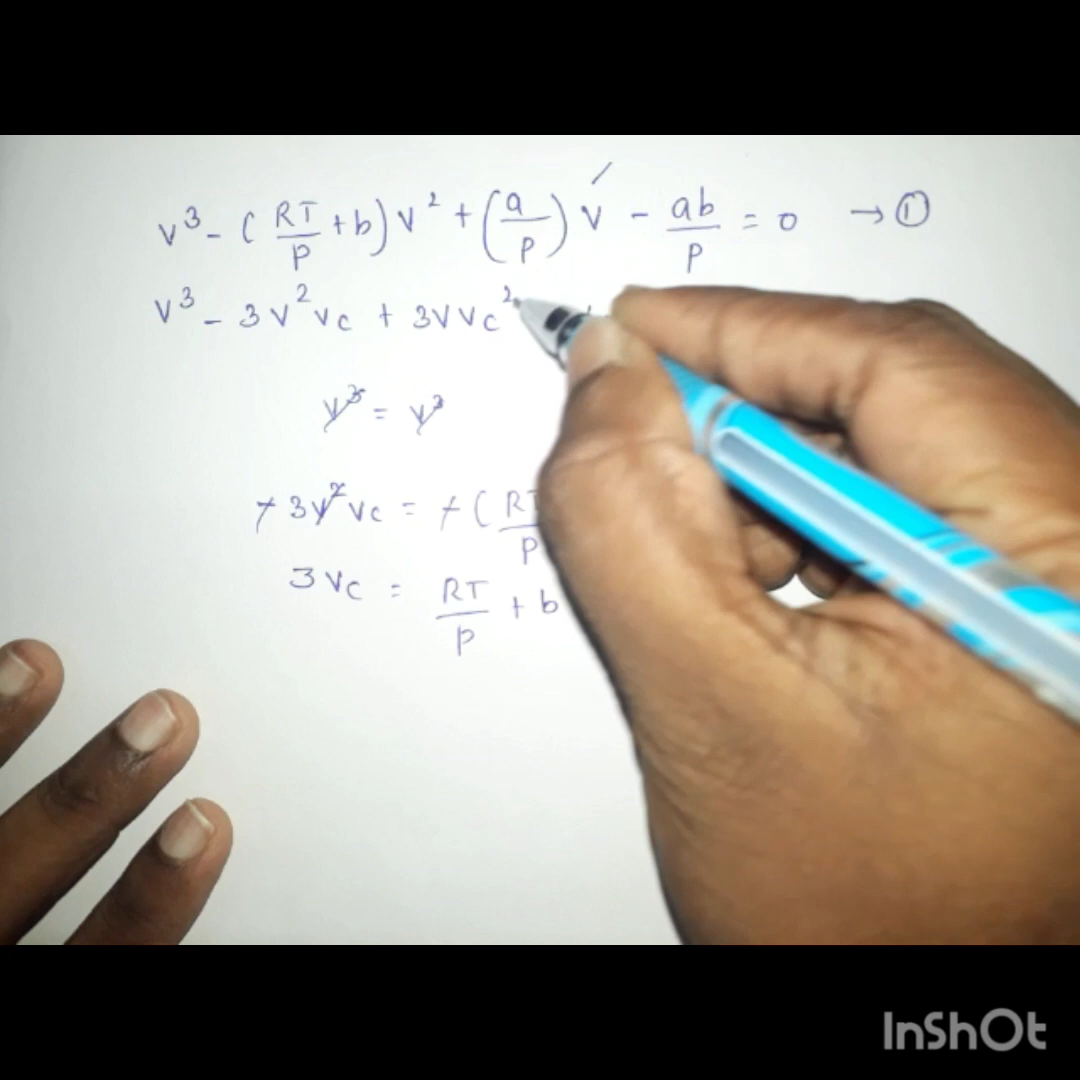 V³ - (RT/P + b) V² + (a/P) V - ab/P = 0 → ①
V³ - 3V²Vc + 3VVc²
V³ = V³
- 3V²Vc = - (RT/P
3Vc = RT/P + b
InShOt